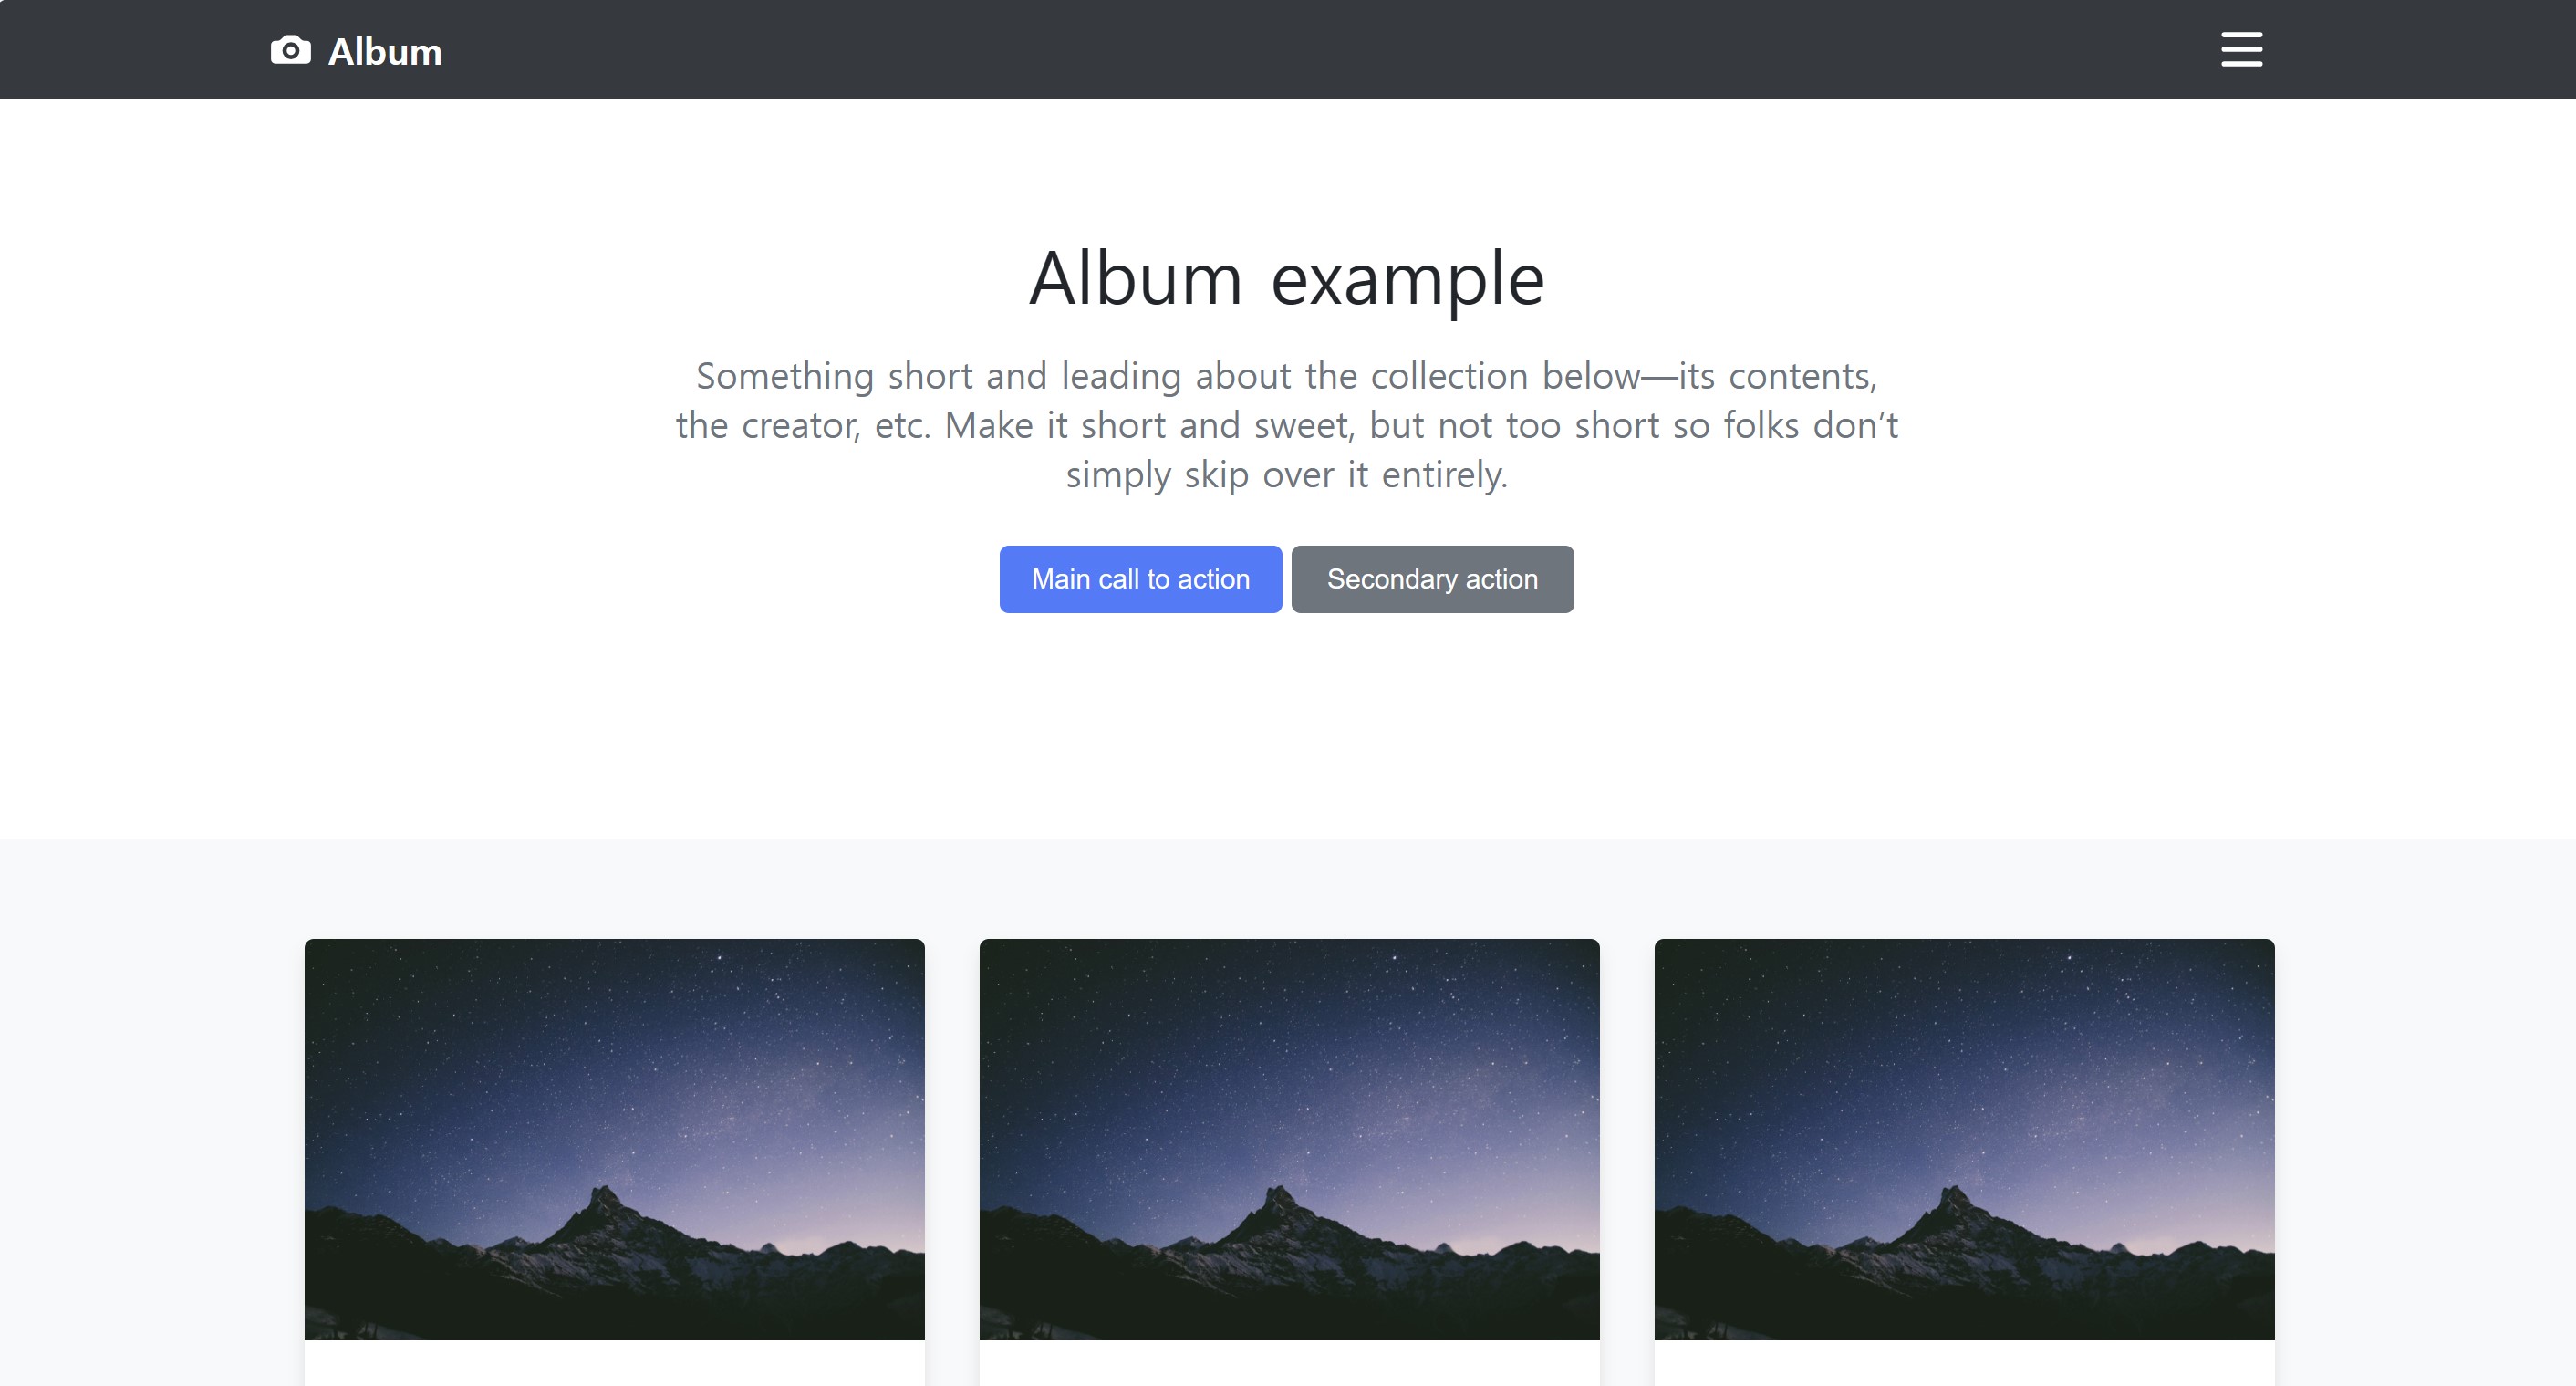 Album
Album example
Something short and leading about the collection below—its contents,
the creator, etc. Make it short and sweet, but not too short so folks don’t
simply skip over it entirely.
Main call to action
Secondary action